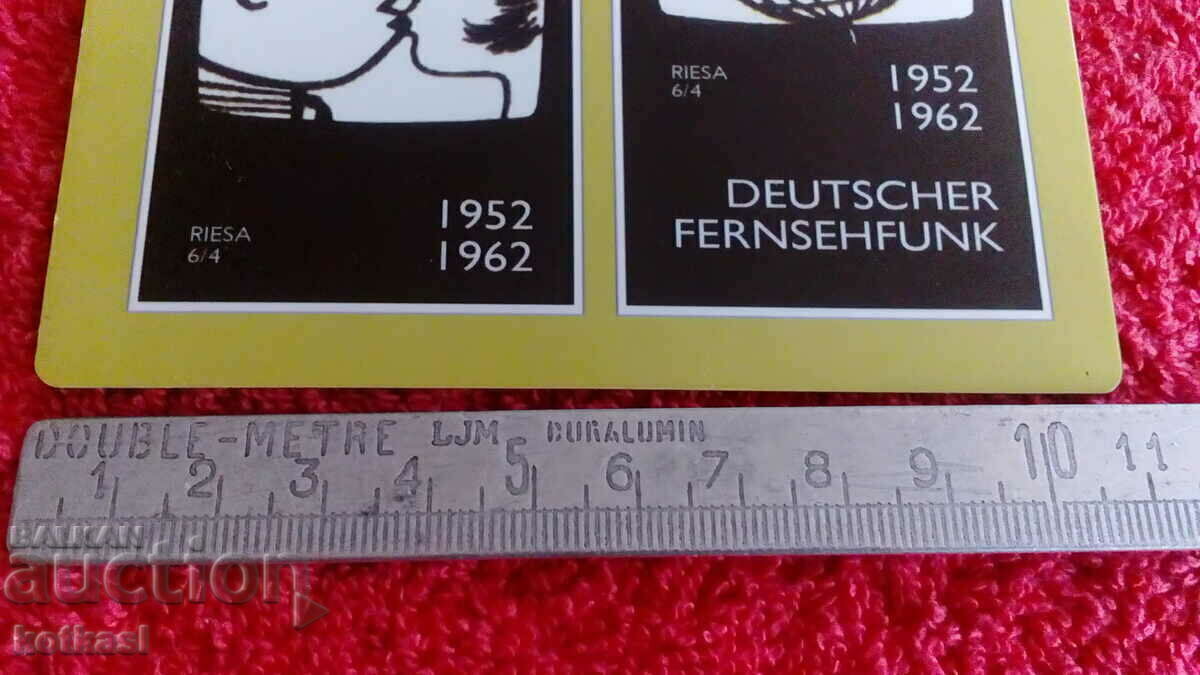 RIESA
6/4
1952
1962
RIESA
6/4
1952
1962
DEUTSCHER
FERNSEHFUNK
DOUBLE-METRE LJM DURALUMIN
1 2 3 4 5 6 7 8 9 10 11
BALKAN
auction
kotkasl